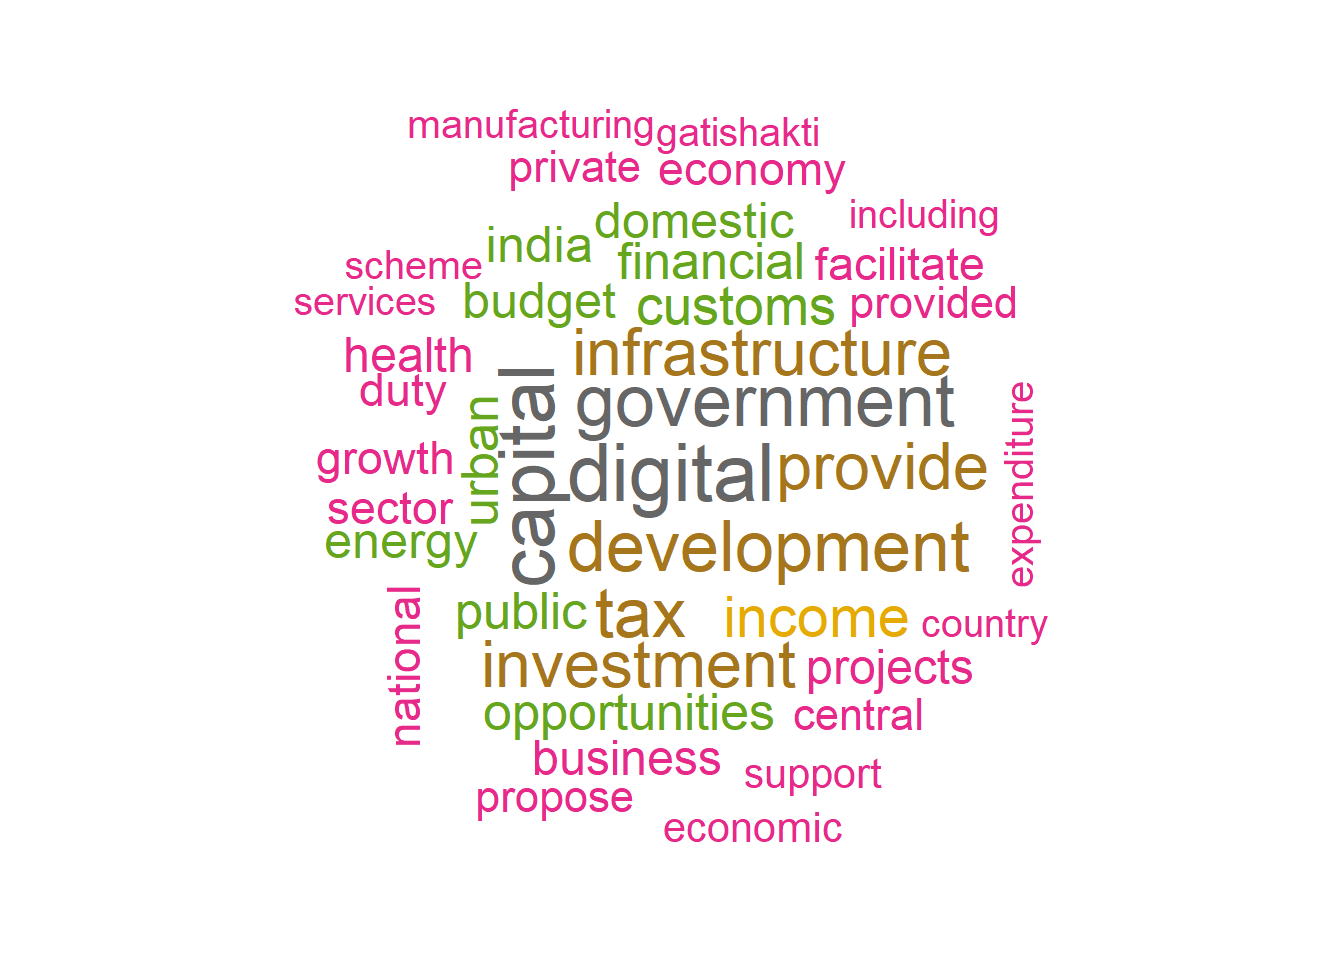 manufacturing
gatishakti
private
economy
including
domestic
india
financial
facilitate
scheme
services
budget
customs
provided
infrastructure
health
duty
capital
government
urban
expenditure
growth
digital
provide
sector
energy
development
national
public
tax
income
country
investment
projects
opportunities
central
business
support
propose
economic